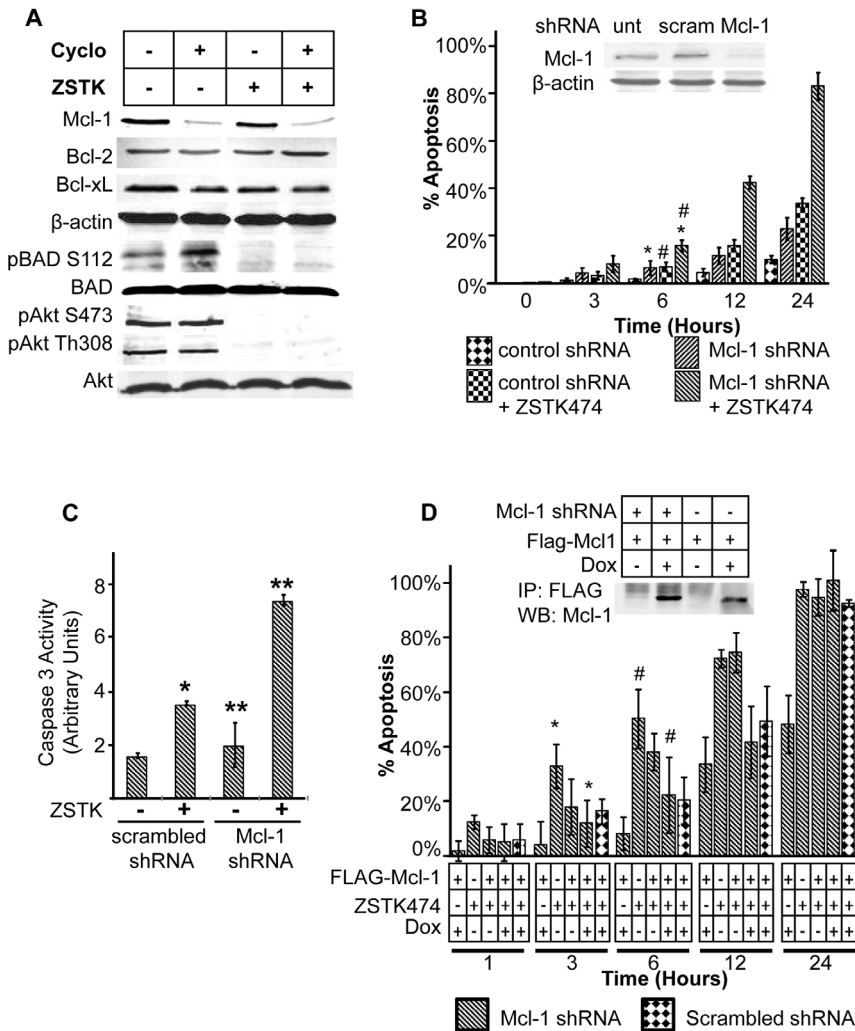 A
Cyclo - + - +
ZSTK - - + +
Mcl-1
Bcl-2
Bcl-xL
β-actin
pBAD S112
BAD
pAkt S473
pAkt Th308
Akt
B
shRNA unt scram Mcl-1
Mcl-1
β-actin
% Apoptosis
100%
80%
40%
20%
0%
* # # *
0 3 6 12 24
Time (Hours)
control shRNA
Mcl-1 shRNA
control shRNA
+ ZSTK474
Mcl-1 shRNA
+ ZSTK474
C
Caspase 3 Activity
(Arbitrary Units)
8
6
4
2
* ** **
ZSTK - + - +
scrambled
shRNA
Mcl-1
shRNA
D
Mcl-1 shRNA + + - -
Flag-Mcl1 + + + +
Dox - + - +
IP: FLAG
WB: Mcl-1
% Apoptosis
100%
80%
60%
40%
20%
0%
* * # #
FLAG-Mcl-1 + - + + + + - + + + + - + + + + - + + + + - + + +
ZSTK474 - + + + + - + + + + - + + + + - + + + + - + + + +
Dox + - - + + + - - + + + - - + + + - - + + + - - + +
1 3 6 12 24
Time (Hours)
Mcl-1 shRNA
Scrambled shRNA